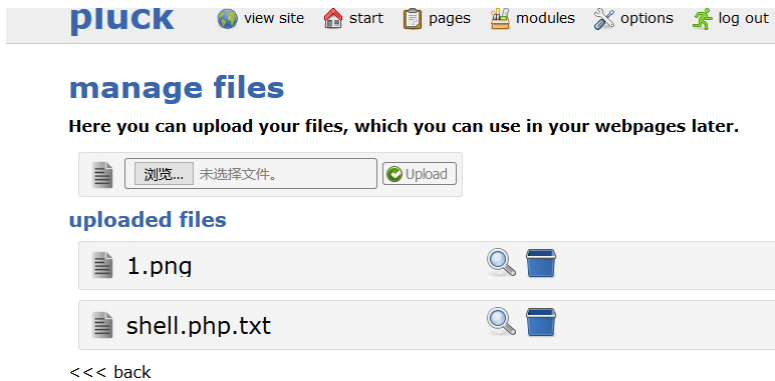 pluck view site start pages modules options log out
manage files
Here you can upload your files, which you can use in your webpages later.
浏览... 未选择文件。 Upload
uploaded files
1.png
shell.php.txt
<<< back